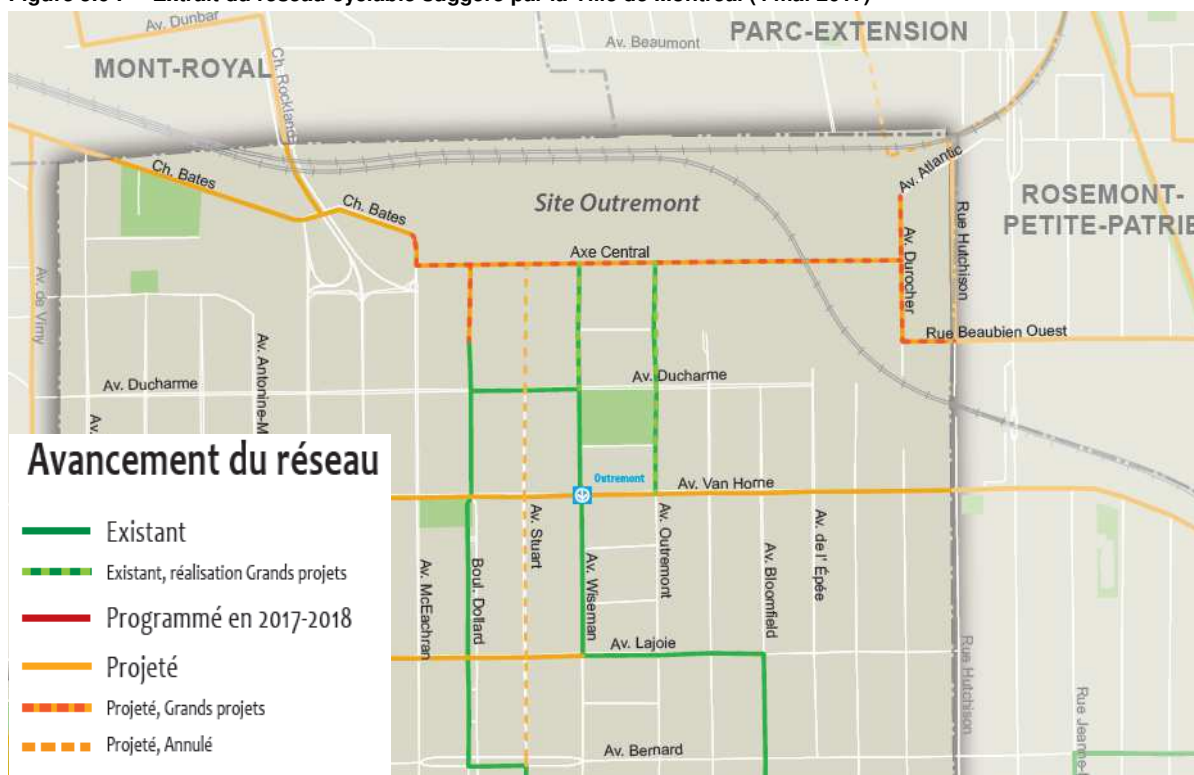 Av. Dunbar
Av. Beaumont
PARC-EXTENSION
MONT-ROYAL
Ch. Rockland
Ch. Bates
Ch. Bates
Site Outremont
Av. Atlantic
ROSEMONT-
PETITE-PATRIE
Axe Central
Av. Durocher
Rue Hutchison
Rue Beaubien Ouest
Av. de Vimy
Av. Antonine-M
Av. Ducharme
Av. Ducharme
Av.
Outremont
Av. Van Horne
Av. McEachran
Boul. Dollard
Av. Stuart
Av. Wiseman
Av. Outremont
Av. Bloomfield
Av. de l' Épée
Av. Lajoie
Rue Hutchison
Rue Jeanne-
Av. Bernard
Avancement du réseau
Existant
Existant, réalisation Grands projets
Programmé en 2017-2018
Projeté
Projeté, Grands projets
Projeté, Annulé